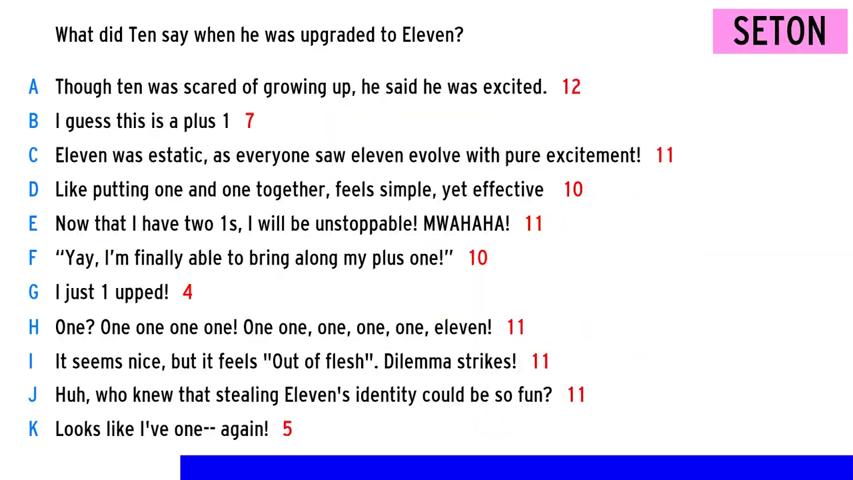 What did Ten say when he was upgraded to Eleven?
SETON
A Though ten was scared of growing up, he said he was excited. 12
B I guess this is a plus 1 7
C Eleven was estatic, as everyone saw eleven evolve with pure excitement! 11
D Like putting one and one together, feels simple, yet effective 10
E Now that I have two 1s, I will be unstoppable! MWAHAHA! 11
F “Yay, I’m finally able to bring along my plus one!” 10
G I just 1 upped! 4
H One? One one one one! One one, one, one, one, eleven! 11
I It seems nice, but it feels "Out of flesh". Dilemma strikes! 11
J Huh, who knew that stealing Eleven's identity could be so fun? 11
K Looks like I've one-- again! 5